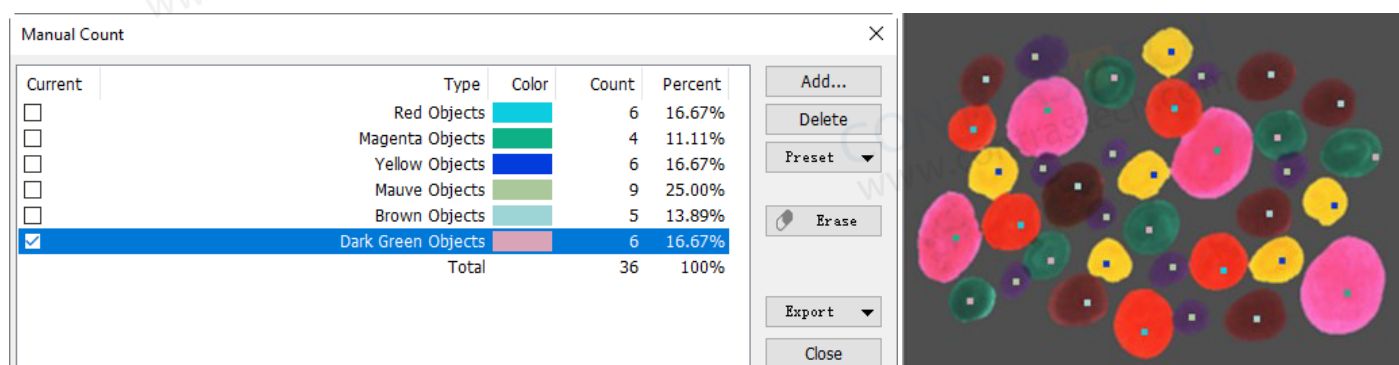 Manual Count
Current Type Color Count Percent
Red Objects 6 16.67%
Magenta Objects 4 11.11%
Yellow Objects 6 16.67%
Mauve Objects 9 25.00%
Brown Objects 5 13.89%
Dark Green Objects 6 16.67%
Total 36 100%
Add...
Delete
Preset
Erase
Export
Close